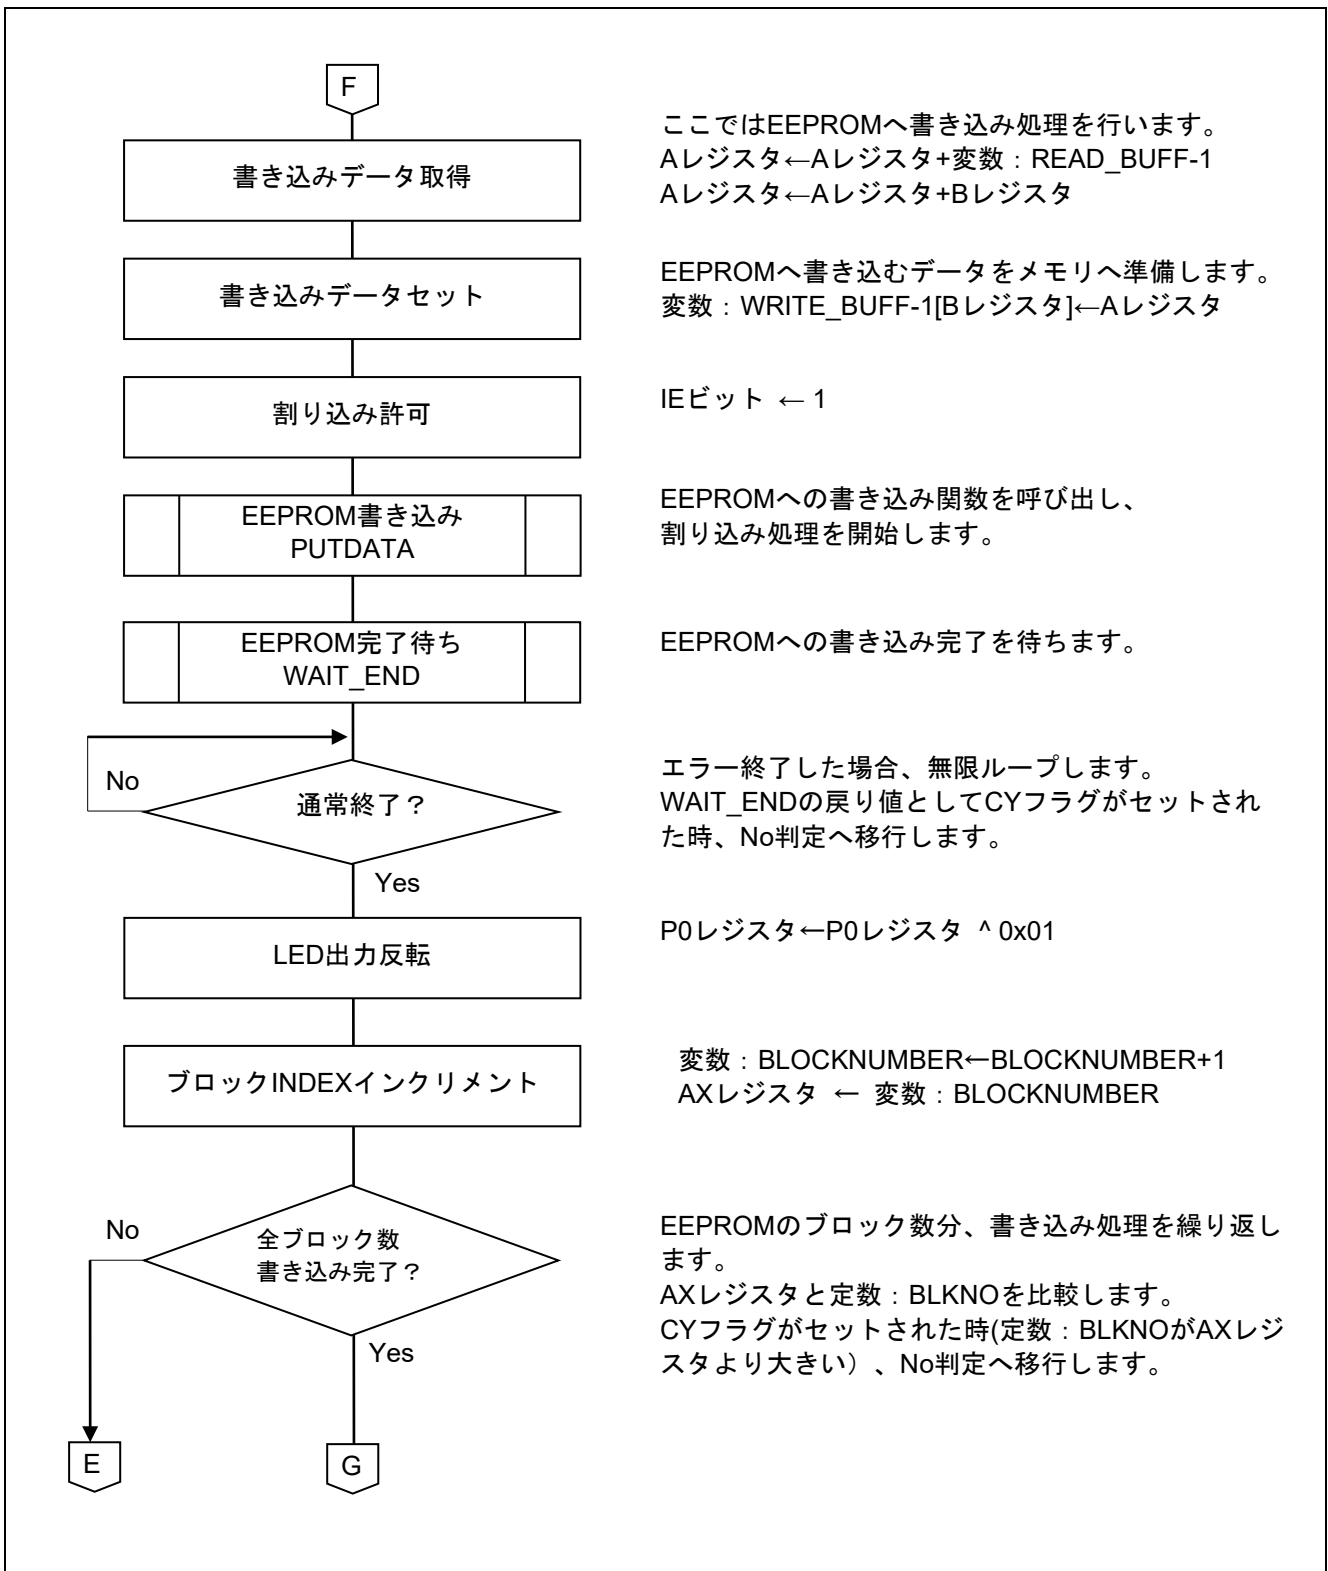 F
書き込みデータ取得
ここではEEPROMへ書き込み処理を行います。
Aレジスタ←Aレジスタ+変数：READ_BUFF-1
Aレジスタ←Aレジスタ+Bレジスタ
書き込みデータセット
EEPROMへ書き込むデータをメモリへ準備します。
変数：WRITE_BUFF-1[Bレジスタ]←Aレジスタ
割り込み許可
IEビット ← 1
EEPROM書き込み
PUTDATA
EEPROMへの書き込み関数を呼び出し、
割り込み処理を開始します。
EEPROM完了待ち
WAIT_END
EEPROMへの書き込み完了を待ちます。
No
通常終了？
Yes
エラー終了した場合、無限ループします。
WAIT_ENDの戻り値としてCYフラグがセットされ
た時、No判定へ移行します。
LED出力反転
P0レジスタ←P0レジスタ ^ 0x01
ブロックINDEXインクリメント
変数：BLOCKNUMBER←BLOCKNUMBER+1
AXレジスタ ← 変数：BLOCKNUMBER
No
全ブロック数
書き込み完了？
Yes
EEPROMのブロック数分、書き込み処理を繰り返し
ます。
AXレジスタと定数：BLKNOを比較します。
CYフラグがセットされた時(定数：BLKNOがAXレジ
スタより大きい）、No判定へ移行します。
E
G